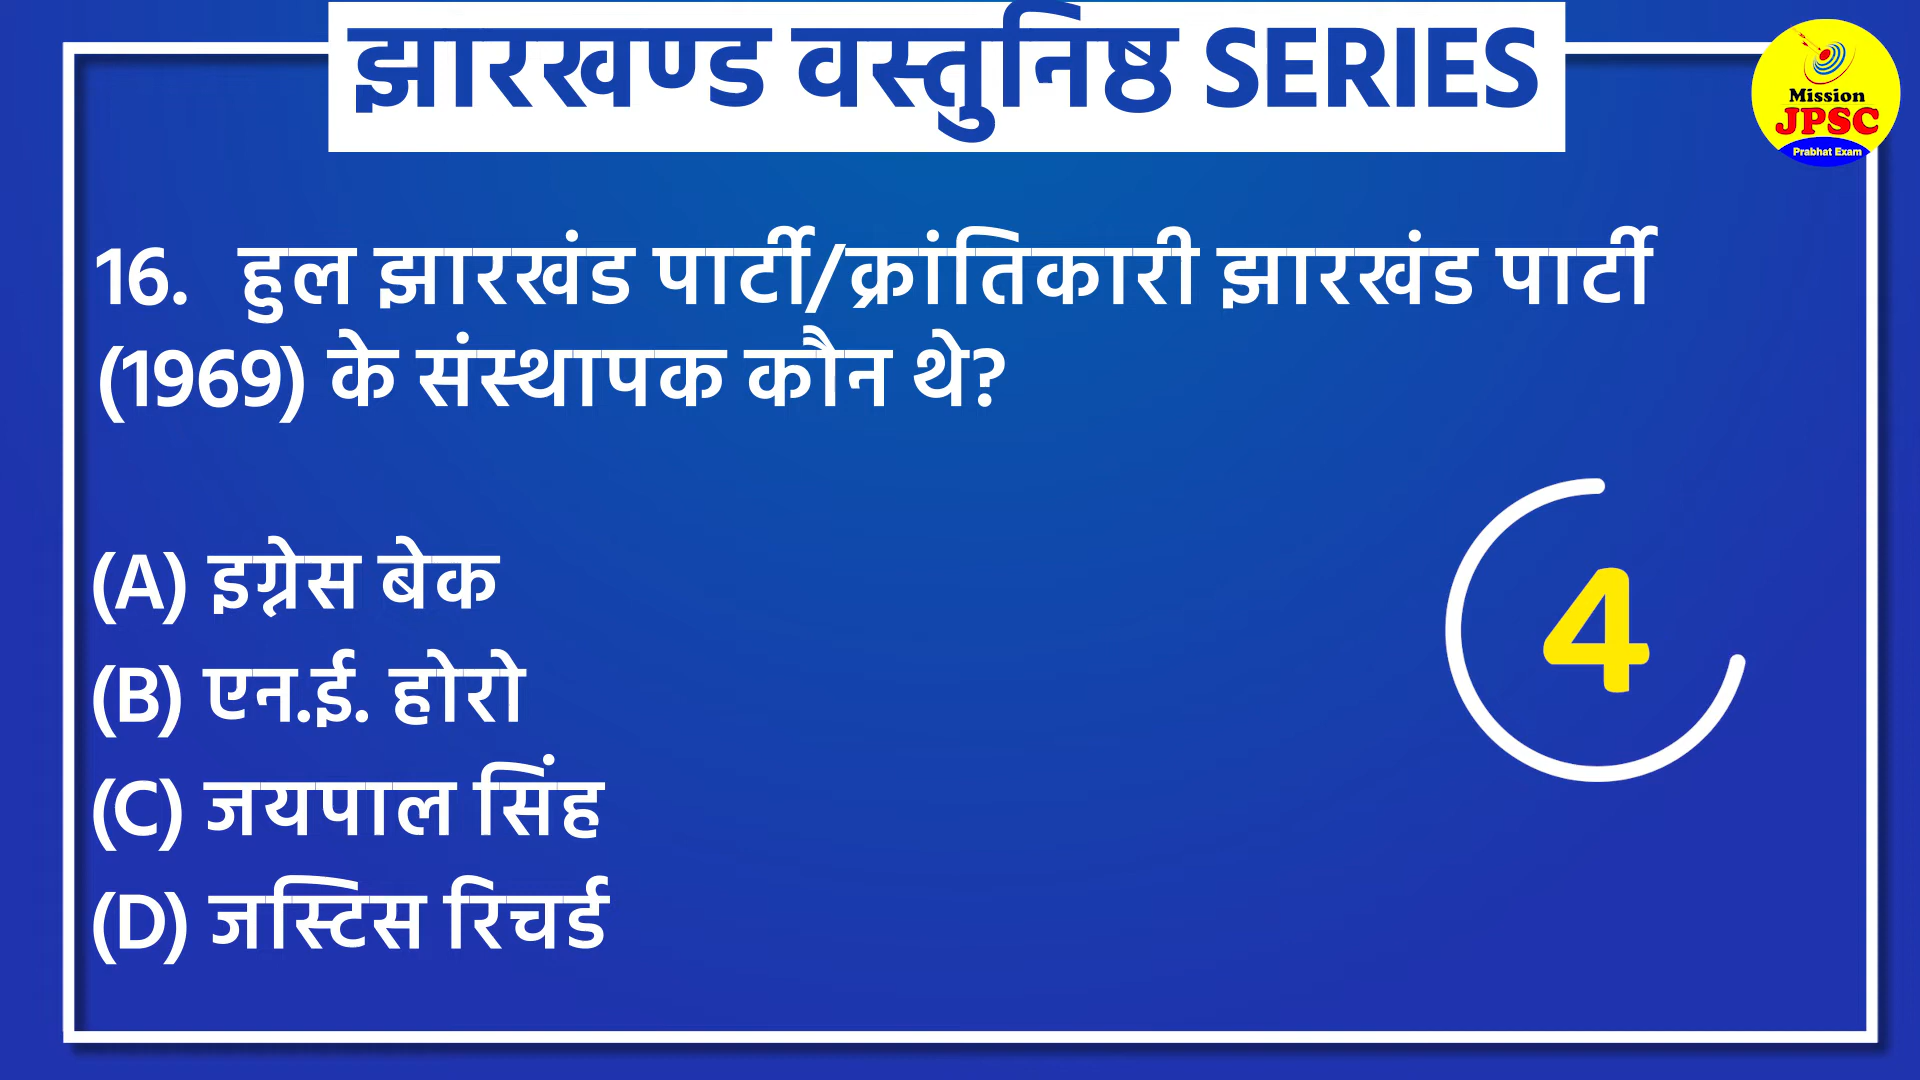 झारखण्ड वस्तुनिष्ठ SERIES
Mission
JPSC
Prabhat Exam
16. हुल झारखंड पार्टी/क्रांतिकारी झारखंड पार्टी
(1969) के संस्थापक कौन थे?
(A) इग्नेस बेक
4
(B) एन.ई. होरो
(C) जयपाल सिंह
(D) जस्टिस रिचर्ड